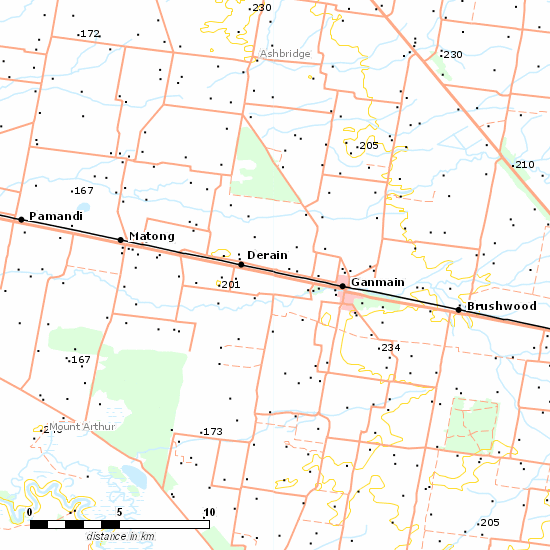 230
172
Ashbridge
230
205
210
167
Pamandi
Matong
Derain
201
Ganmain
Brushwood
234
167
Mount Arthur
173
0 5 10
distance in km
205